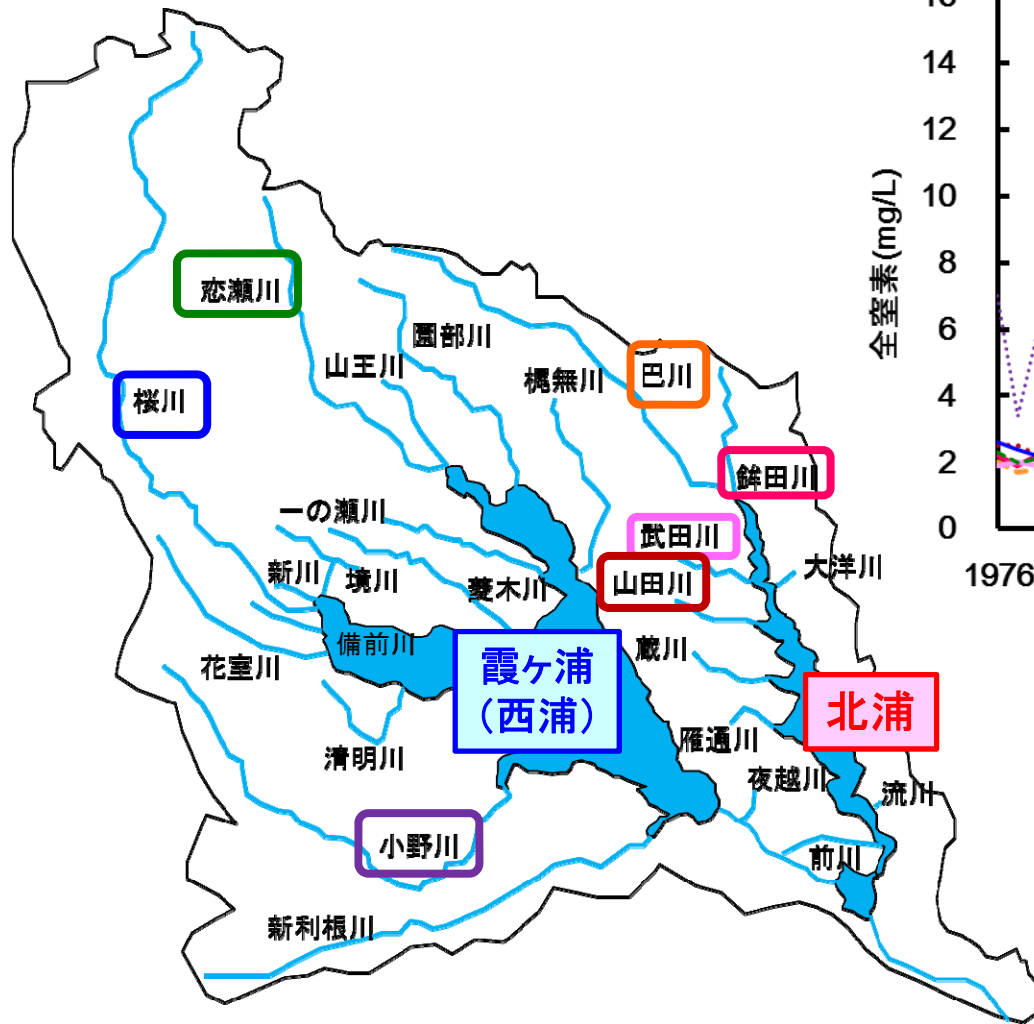 16
14
12
10
8
6
4
2
0
全窒素(mg/L)
1976
恋瀬川
園部川
山王川
梶無川
巴川
桜川
鉾田川
一の瀬川
武田川
大洋川
新川
境川
菱木川
山田川
備前川
蔵川
花室川
霞ヶ浦
（西浦）
北浦
清明川
雁通川
夜越川
流川
小野川
前川
新利根川